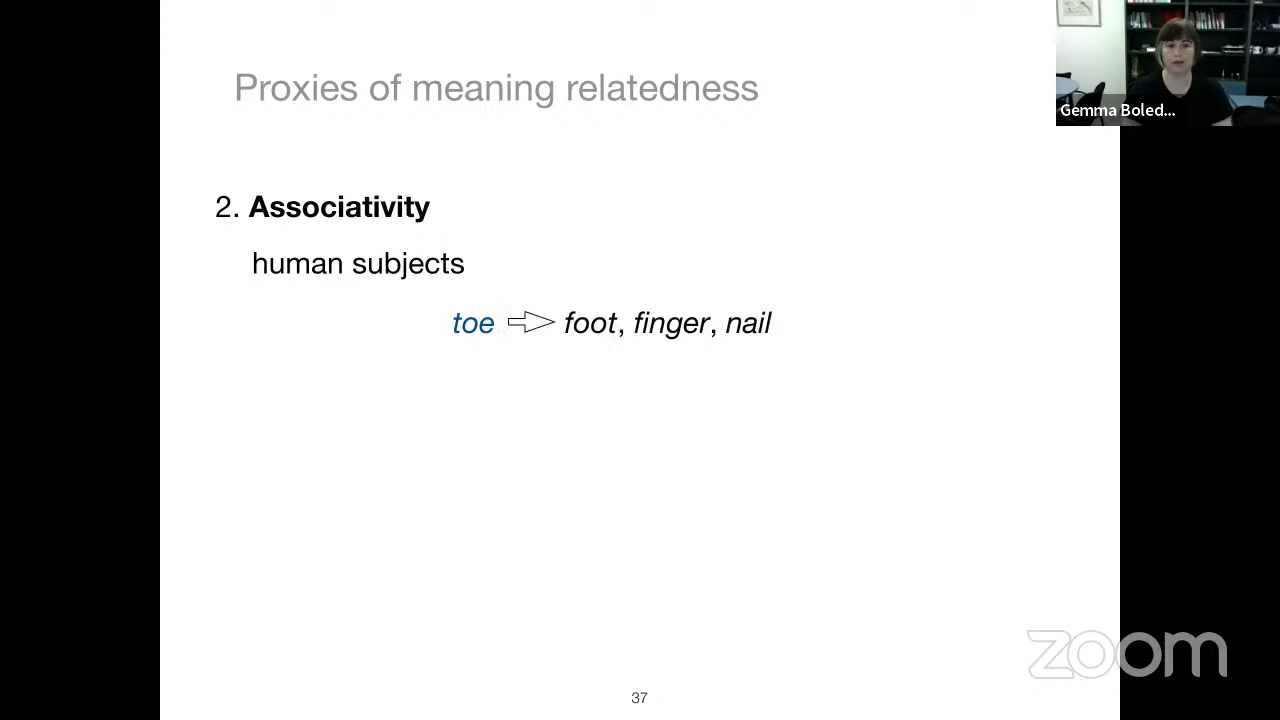 Proxies of meaning relatedness
Gemma Boled...
2. Associativity
human subjects
toe ⇨ foot, finger, nail
zoom
37